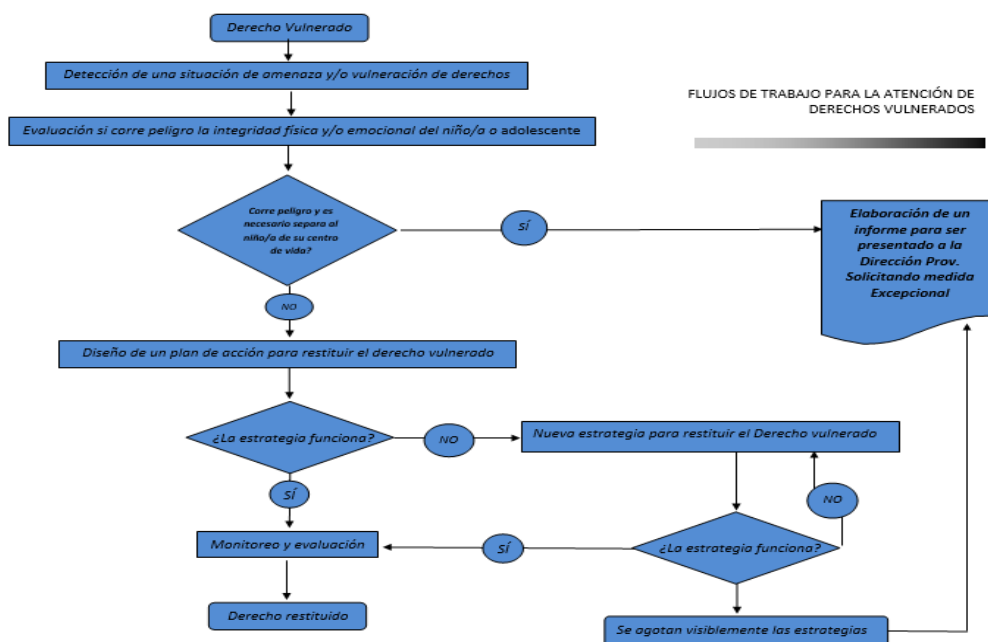 Derecho Vulnerado
Detección de una situación de amenaza y/o vulneración de derechos
FLUJOS DE TRABAJO PARA LA ATENCIÓN DE
DERECHOS VULNERADOS
Evaluación si corre peligro la integridad física y/o emocional del niño/a o adolescente
Corre peligro y es
necesario separa al
niño/a de su centro
de vida?
SÍ
Elaboración de un
informe para ser
presentado a la
Dirección Prov.
Solicitando medida
Excepcional
NO
Diseño de un plan de acción para restituir el derecho vulnerado
¿La estrategia funciona?
NO
Nueva estrategia para restituir el Derecho vulnerado
SÍ
NO
Monitoreo y evaluación
SÍ
¿La estrategia funciona?
Derecho restituido
Se agotan visiblemente las estrategias